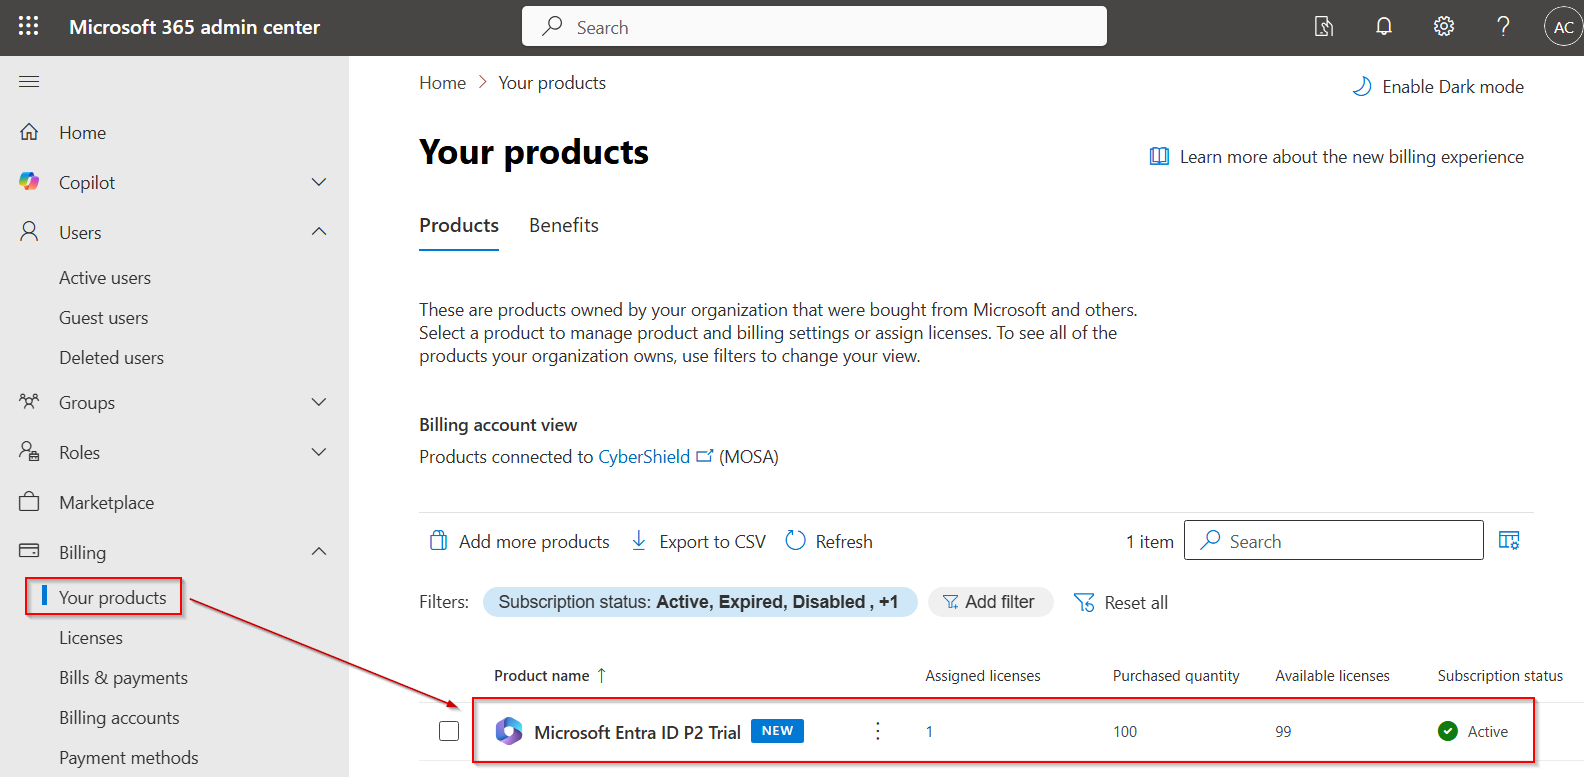 Microsoft 365 admin center
Search
AC
Home
Copilot
Users
Active users
Guest users
Deleted users
Groups
Roles
Marketplace
Billing
Your products
Licenses
Bills & payments
Billing accounts
Payment methods
Home > Your products
Enable Dark mode
Your products
Learn more about the new billing experience
Products Benefits
These are products owned by your organization that were bought from Microsoft and others.
Select a product to manage product and billing settings or assign licenses. To see all of the
products your organization owns, use filters to change your view.
Billing account view
Products connected to CyberShield (MOSA)
Add more products Export to CSV Refresh 1 item Search
Filters: Subscription status: Active, Expired, Disabled , +1 Add filter Reset all
Product name ↑ Assigned licenses Purchased quantity Available licenses Subscription status
Microsoft Entra ID P2 Trial NEW 1 100 99 Active